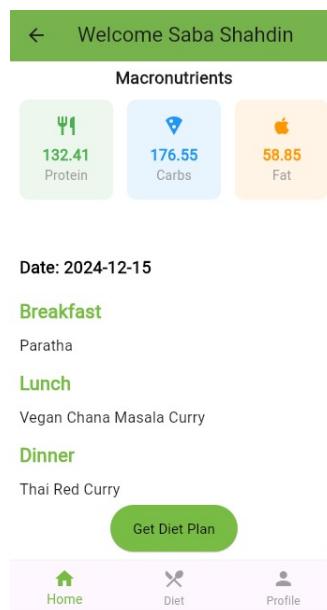 Welcome Saba Shahdin
Macronutrients
132.41 176.55 58.85
Protein Carbs Fat
Date: 2024-12-15
Breakfast
Paratha
Lunch
Vegan Chana Masala Curry
Dinner
Thai Red Curry
Get Diet Plan
Home Diet Profile